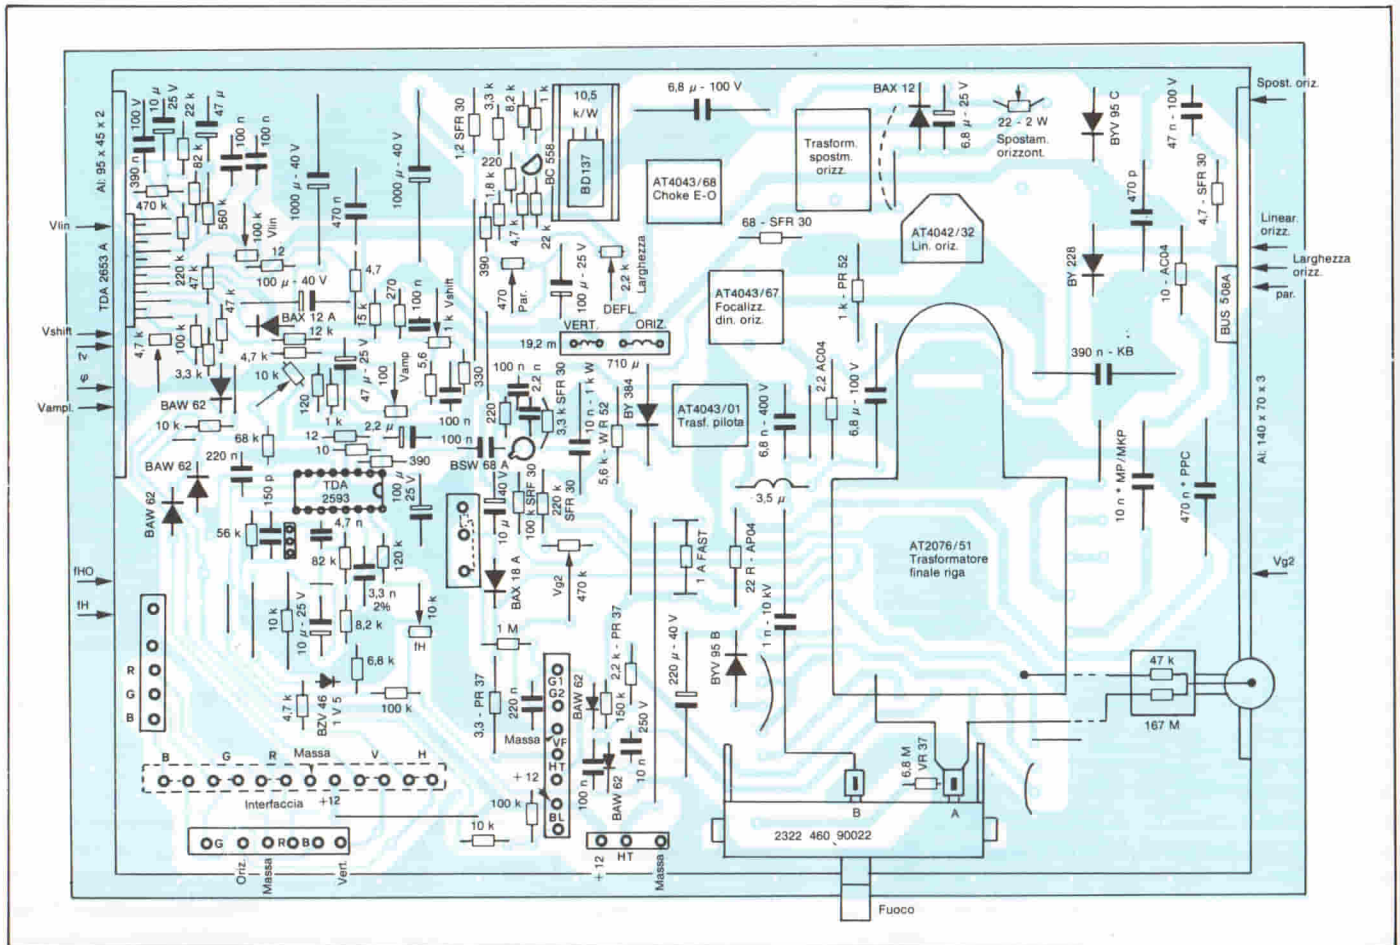 Al: 95 x 45 x 2
390 n
100 V
10 µ
25 V
22 k
47 µ
82 k
100 n
100 n
1000 µ - 40 V
1000 µ - 40 V
1,2 SFR 30
3,3 k
8,2 k
1 k
10,5
k/W
BD137
BC 558
220
1,8 k
390
4,7 k
22 k
6,8 µ - 100 V
Trasform.
spostm.
orizz.
BAX 12
6,8 µ - 25 V
22 - 2 W
Spostam.
orizzont.
BYV 95 C
47 n - 100 V
4,7 - SFR 30
Spost. oriz.
AT4043/68
Choke E-O
470 p
Vlin
TDA 2653 A
470 k
560 k
100 k
Vlin
12
470 n
220 k
47 k
47 k
68 - SFR 30
AT4042/32
Lin. oriz.
Linear.
orizz.
Larghezza
orizz.
par.
BY 228
10 - AC04
BUS 508A
100 µ - 40 V
4,7
270
15 k
100 n
1 k Vshift
470
Par.
100 µ - 25 V
2,2 k
Larghezza
DEFL.
AT4043/67
Focalizz.
din. oriz.
1 k - PR 52
Vshift
fv
φ
Vampl.
4,7 k
100 k
3,3 k
BAX 12 A
12 k
4,7 k
10 k
VERT.
ORIZ.
19,2 m
710 µ
BAW 62
120
1 k
47 µ - 25 V
100
Vamp
5,6
100 n
330
220
100 n
2,2 n
3,3 k SFR 30
10 n - 1 kW
5,6 k - W R 52
BY 384
AT4043/01
Trasf. pilota
6,8 n - 400 V
2,2 AC04
6,8 µ - 100 V
390 n - KB
Al: 140 x 70 x 3
10 k
68 k
12
10
2,2 µ
390
100 n
BSW 68 A
BAW 62
BAW 62
220 n
150 p
TDA
2593
100 µ
25 V
10 µ
40 V
100 k SRF 30
220 k
SFR 30
3,5 µ
10 n * MP/MKP
470 n * PPC
56 k
4,7 n
82 k
120 k
3,3 n
2%
BAX 18 A
Vg2
470 k
1 A FAST
22 R - AP04
1 n - 10 kV
AT2076/51
Trasformatore
finale riga
Vg2
fHO
fH
10 k
10 µ - 25 V
8,2 k
10 k
fH
1 M
R
G
B
6,8 k
4,7 k
BZV 46
1 V 5
100 k
3,3 - PR 37
220 n
G1
G2
VF
HT
BL
Massa
+12
BAW 62
150 k
2,2 k - PR 37
250 V
10 n
100 n
BAW 62
220 µ - 40 V
BYV 95 B
47 k
167 M
6,8 M
VR 37
B
G
R
Massa
V
H
Interfaccia
+12
100 k
10 k
B
A
2322 460 90022
G
R
B
Oriz.
Massa
Vert.
+12
HT
Massa
Fuoco